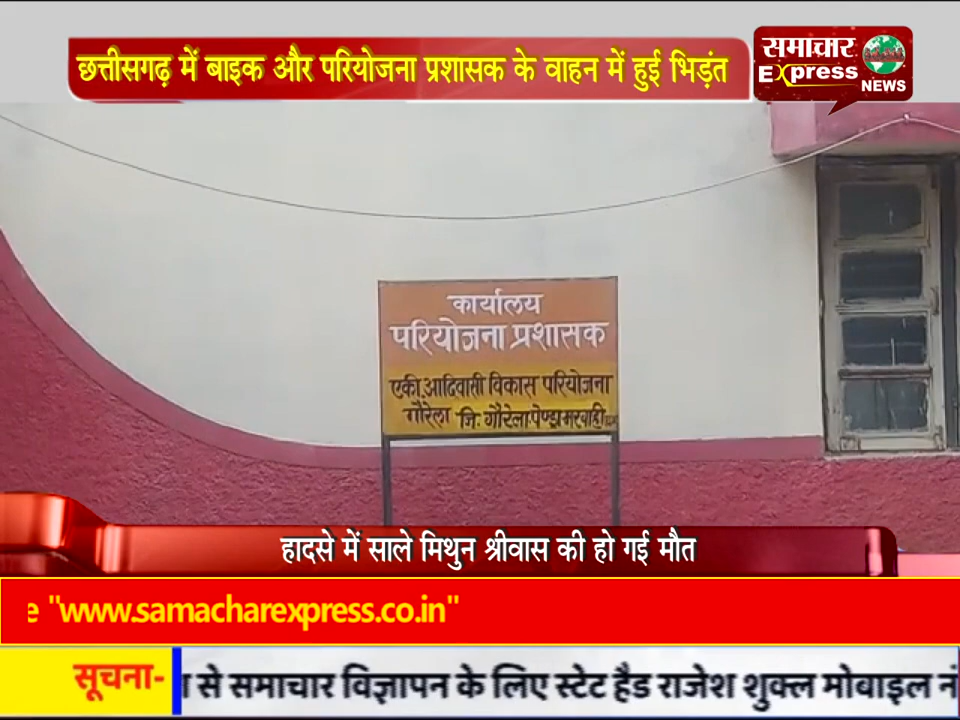 छत्तीसगढ़ में बाइक और परियोजना प्रशासक के वाहन में हुई भिड़ंत
समाचार
Express
NEWS
कार्यालय
परियोजना प्रशासक
एकी.आदिवासी विकास परियोजना
गौरेला जि. गौरेला-पेण्ड्रा-मरवाही
हादसे में साले मिथुन श्रीवास की हो गई मौत
e "www.samacharexpress.co.in"
सूचना- से समाचार विज्ञापन के लिए स्टेट हैड राजेश शुक्ल मोबाइल नं